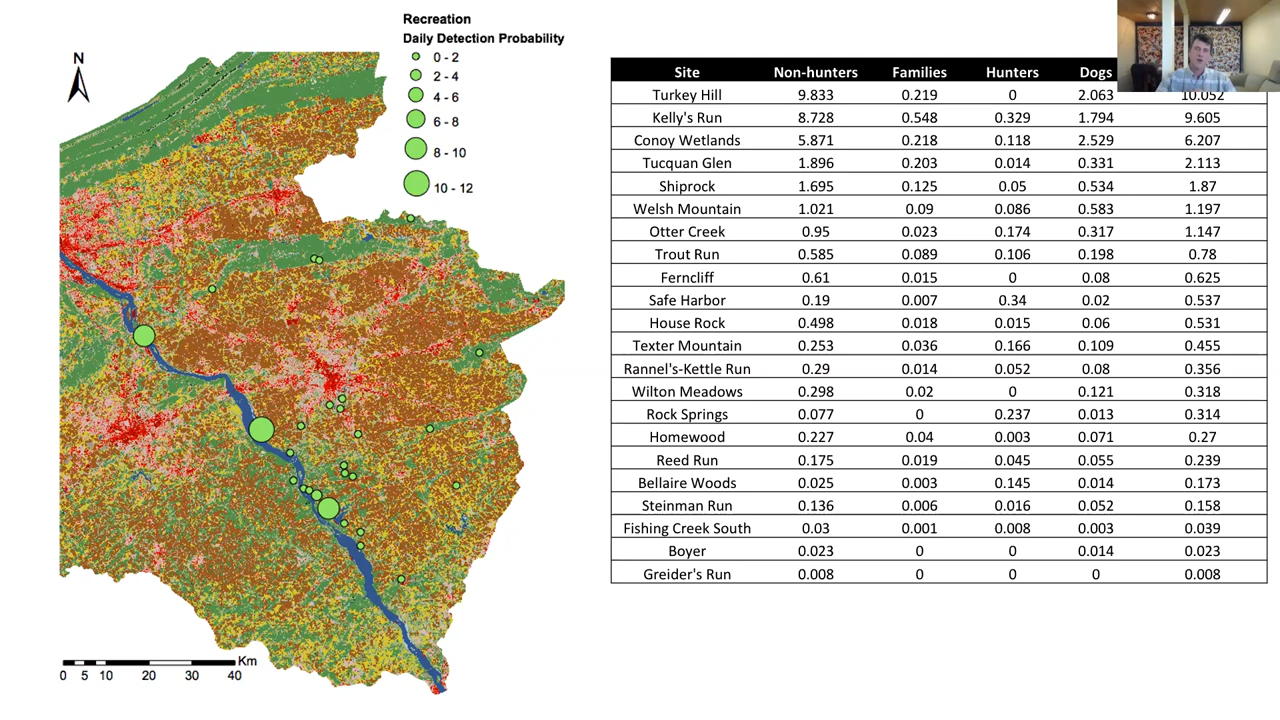 Recreation
Daily Detection Probability
0 - 2
2 - 4
4 - 6
6 - 8
8 - 10
10 - 12
N
Km
0 5 10 20 30 40
Site Non-hunters Families Hunters Dogs
Turkey Hill 9.833 0.219 0 2.063 10.052
Kelly's Run 8.728 0.548 0.329 1.794 9.605
Conoy Wetlands 5.871 0.218 0.118 2.529 6.207
Tucquan Glen 1.896 0.203 0.014 0.331 2.113
Shiprock 1.695 0.125 0.05 0.534 1.87
Welsh Mountain 1.021 0.09 0.086 0.583 1.197
Otter Creek 0.95 0.023 0.174 0.317 1.147
Trout Run 0.585 0.089 0.106 0.198 0.78
Ferncliff 0.61 0.015 0 0.08 0.625
Safe Harbor 0.19 0.007 0.34 0.02 0.537
House Rock 0.498 0.018 0.015 0.06 0.531
Texter Mountain 0.253 0.036 0.166 0.109 0.455
Rannel's-Kettle Run 0.29 0.014 0.052 0.08 0.356
Wilton Meadows 0.298 0.02 0 0.121 0.318
Rock Springs 0.077 0 0.237 0.013 0.314
Homewood 0.227 0.04 0.003 0.071 0.27
Reed Run 0.175 0.019 0.045 0.055 0.239
Bellaire Woods 0.025 0.003 0.145 0.014 0.173
Steinman Run 0.136 0.006 0.016 0.052 0.158
Fishing Creek South 0.03 0.001 0.008 0.003 0.039
Boyer 0.023 0 0 0.014 0.023
Greider's Run 0.008 0 0 0 0.008